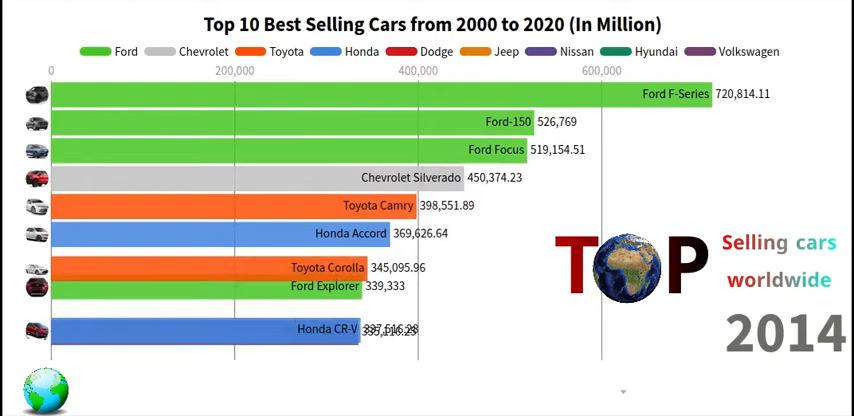 Top 10 Best Selling Cars from 2000 to 2020 (In Million)
Ford Chevrolet Toyota Honda Dodge Jeep Nissan Hyundai Volkswagen
0 200,000 400,000 600,000
Ford F-Series 720,814.11
Ford-150 526,769
Ford Focus 519,154.51
Chevrolet Silverado 450,374.23
Toyota Camry 398,551.89
Honda Accord 369,626.64
Toyota Corolla 345,095.96
Ford Explorer 339,333
Honda CR-V
TOP
Selling cars
worldwide
2014